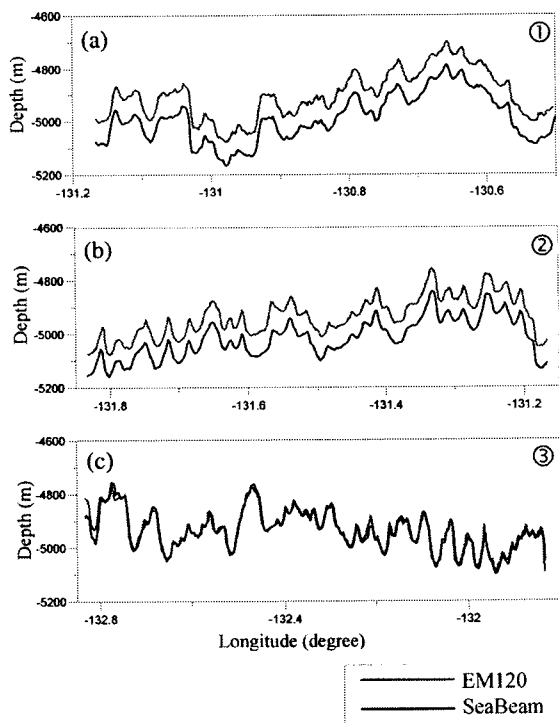 -4600
(a)
①
-4800
Depth (m)
-5000
-5200
-131.2 -131 -130.8 -130.6
-4600
(b)
②
-4800
Depth (m)
-5000
-5200
-131.8 -131.6 -131.4 -131.2
-4600
(c)
③
-4800
Depth (m)
-5000
-5200
-132.8 -132.4 -132
Longitude (degree)
EM120
SeaBeam